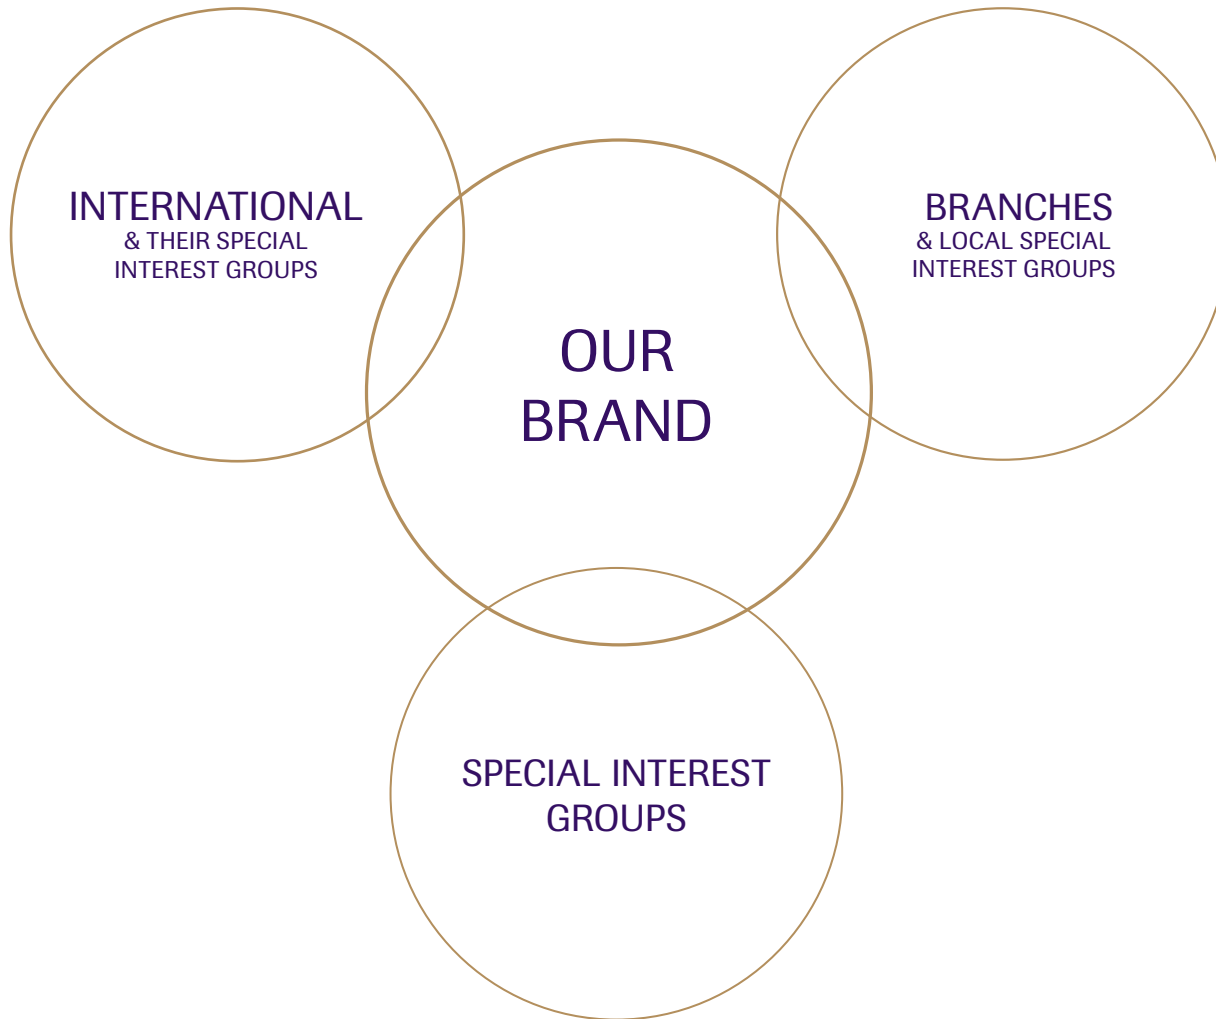 INTERNATIONAL
& THEIR SPECIAL
INTEREST GROUPS
BRANCHES
& LOCAL SPECIAL
INTEREST GROUPS
OUR
BRAND
SPECIAL INTEREST
GROUPS